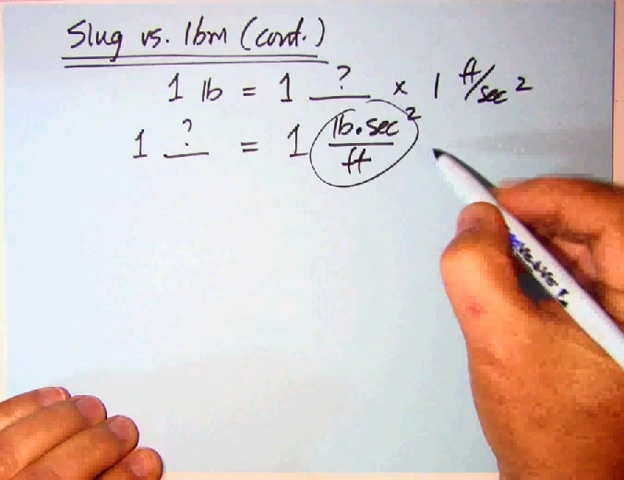 Slug vs. lbm (cont.)
1 lb = 1 ? × 1 ft/sec²
1 ? = 1 lb.sec²/ft